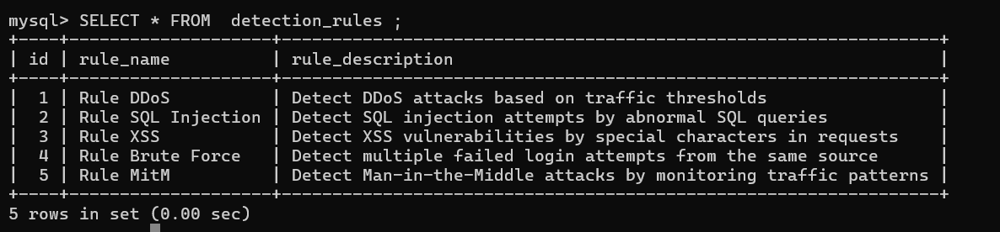 mysql> SELECT * FROM  detection_rules ;
+----+--------------------+-----------------------------------------------------------------+
| id | rule_name          | rule_description                                                |
+----+--------------------+-----------------------------------------------------------------+
|  1 | Rule DDoS          | Detect DDoS attacks based on traffic thresholds                 |
|  2 | Rule SQL Injection | Detect SQL injection attempts by abnormal SQL queries           |
|  3 | Rule XSS           | Detect XSS vulnerabilities by special characters in requests    |
|  4 | Rule Brute Force   | Detect multiple failed login attempts from the same source      |
|  5 | Rule MitM          | Detect Man-in-the-Middle attacks by monitoring traffic patterns |
+----+--------------------+-----------------------------------------------------------------+
5 rows in set (0.00 sec)